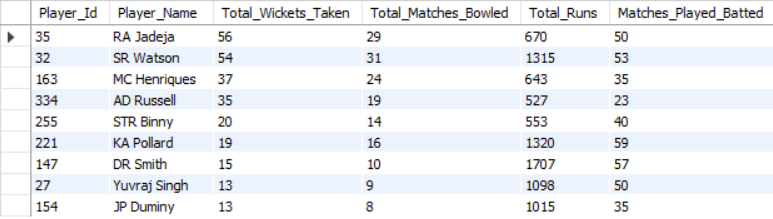 Player_Id Player_Name Total_Wickets_Taken Total_Matches_Bowled Total_Runs Matches_Played_Batted
35 RA Jadeja 56 29 670 50
32 SR Watson 54 31 1315 53
163 MC Henriques 37 24 643 35
334 AD Russell 35 19 527 23
255 STR Binny 20 14 553 40
221 KA Pollard 19 16 1320 59
147 DR Smith 15 10 1707 57
27 Yuvraj Singh 13 9 1098 50
154 JP Duminy 13 8 1015 35